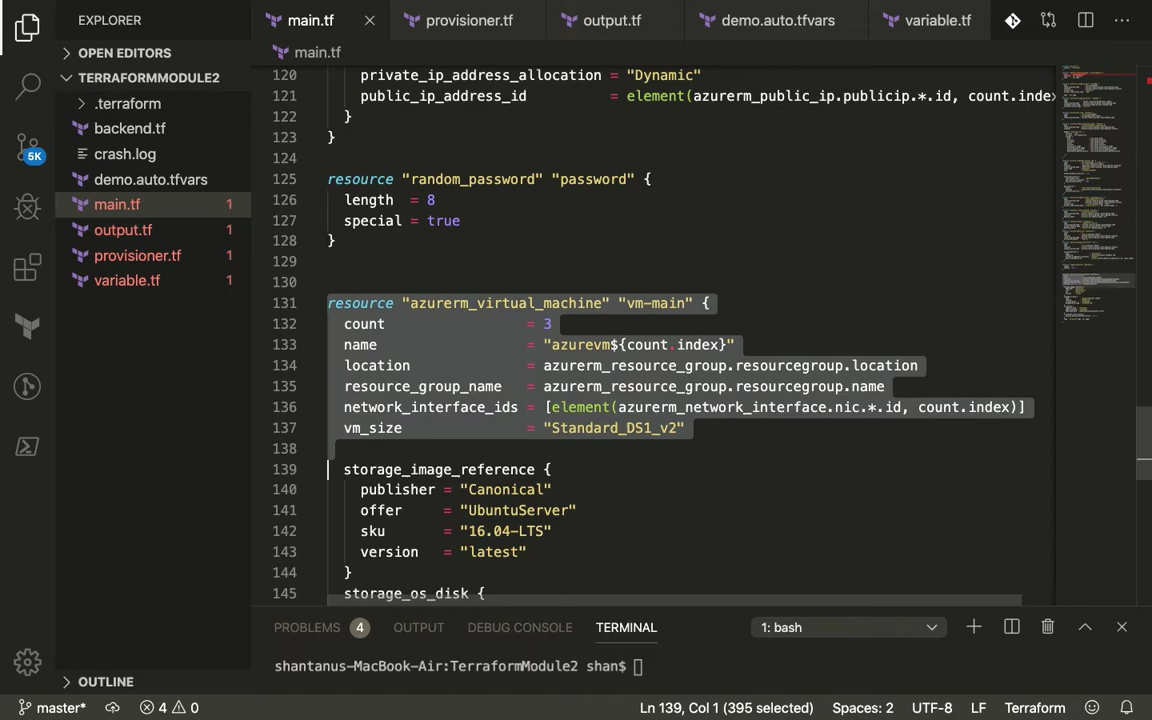 EXPLORER
OPEN EDITORS
TERRAFORMMODULE2
.terraform
backend.tf
crash.log
demo.auto.tfvars
main.tf 1
output.tf 1
provisioner.tf 1
variable.tf 1
OUTLINE
5K
main.tf
provisioner.tf
output.tf
demo.auto.tfvars
variable.tf
main.tf
120 private_ip_address_allocation = "Dynamic"
121 public_ip_address_id = element(azurerm_public_ip.publicip.*.id, count.index
122 }
123 }
124
125 resource "random_password" "password" {
126 length = 8
127 special = true
128 }
129
130
131 resource "azurerm_virtual_machine" "vm-main" {
132 count = 3
133 name = "azurevm${count.index}"
134 location = azurerm_resource_group.resourcegroup.location
135 resource_group_name = azurerm_resource_group.resourcegroup.name
136 network_interface_ids = [element(azurerm_network_interface.nic.*.id, count.index)]
137 vm_size = "Standard_DS1_v2"
138
139 storage_image_reference {
140 publisher = "Canonical"
141 offer = "UbuntuServer"
142 sku = "16.04-LTS"
143 version = "latest"
144 }
145 storage_os_disk {
PROBLEMS 4 OUTPUT DEBUG CONSOLE TERMINAL 1: bash
shantanus-MacBook-Air:TerraformModule2 shan$
master* 4 0 Ln 139, Col 1 (395 selected) Spaces: 2 UTF-8 LF Terraform